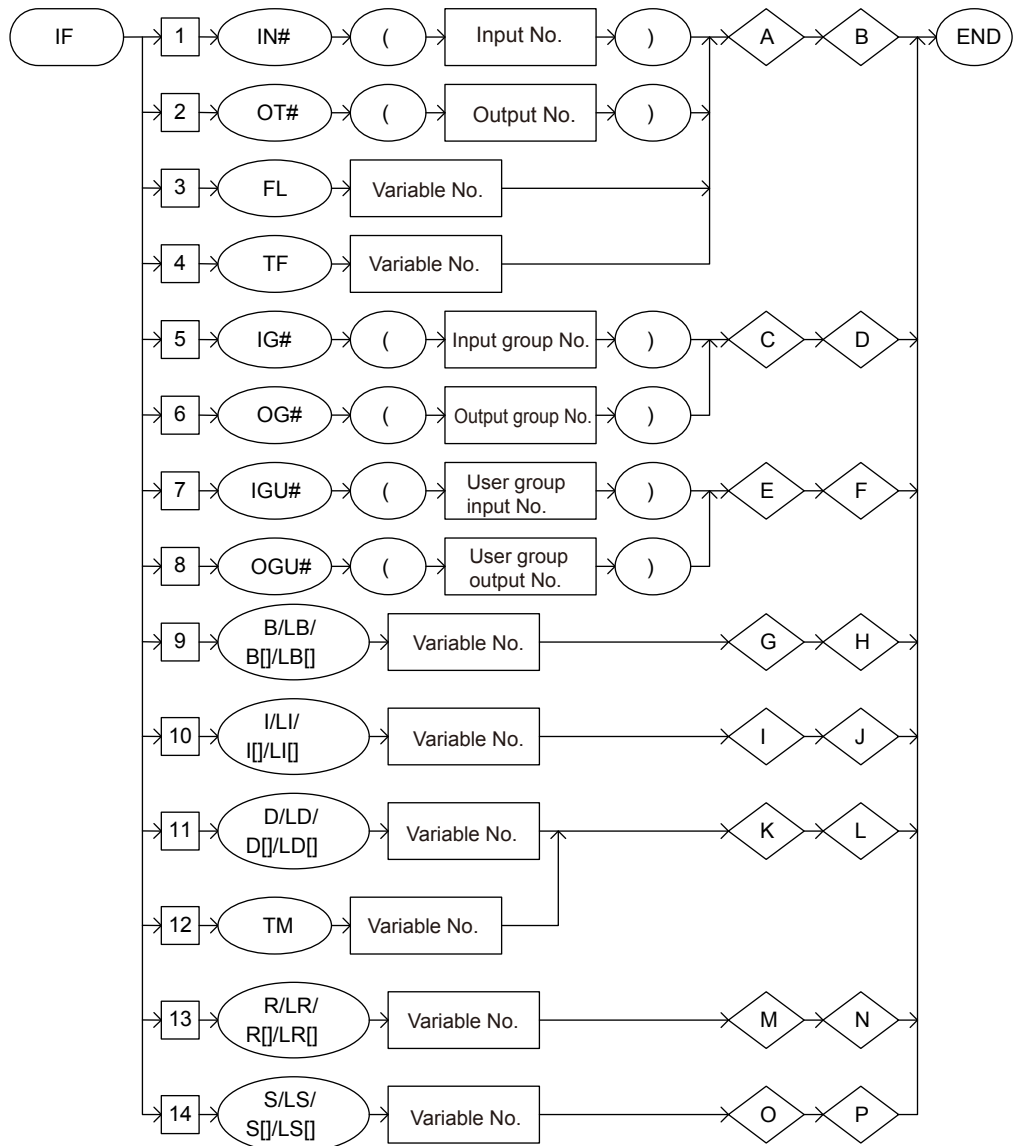 IF
1 IN# ( Input No. ) A B END
2 OT# ( Output No. )
3 FL Variable No.
4 TF Variable No.
5 IG# ( Input group No. ) C D
6 OG# ( Output group No. )
7 IGU# ( User group
input No. ) E F
8 OGU# ( User group
output No. )
9 B/LB/
B[]/LB[] Variable No. G H
10 I/LI/
I[]/LI[] Variable No. I J
11 D/LD/
D[]/LD[] Variable No. K L
12 TM Variable No.
13 R/LR/
R[]/LR[] Variable No. M N
14 S/LS/
S[]/LS[] Variable No. O P